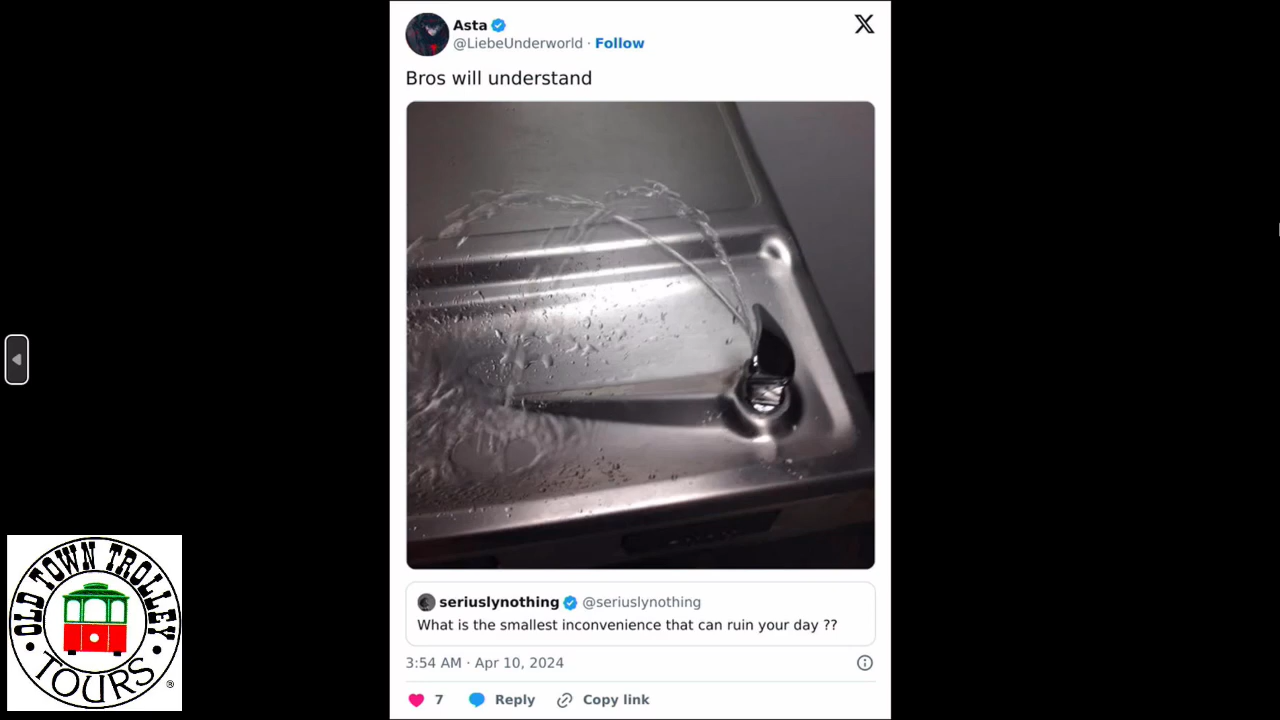 Asta
@LiebeUnderworld · Follow
Bros will understand
seriuslynothing @seriuslynothing
What is the smallest inconvenience that can ruin your day ??
3:54 AM · Apr 10, 2024
7 Reply Copy link
OLD TOWN TROLLEY
TOURS
®